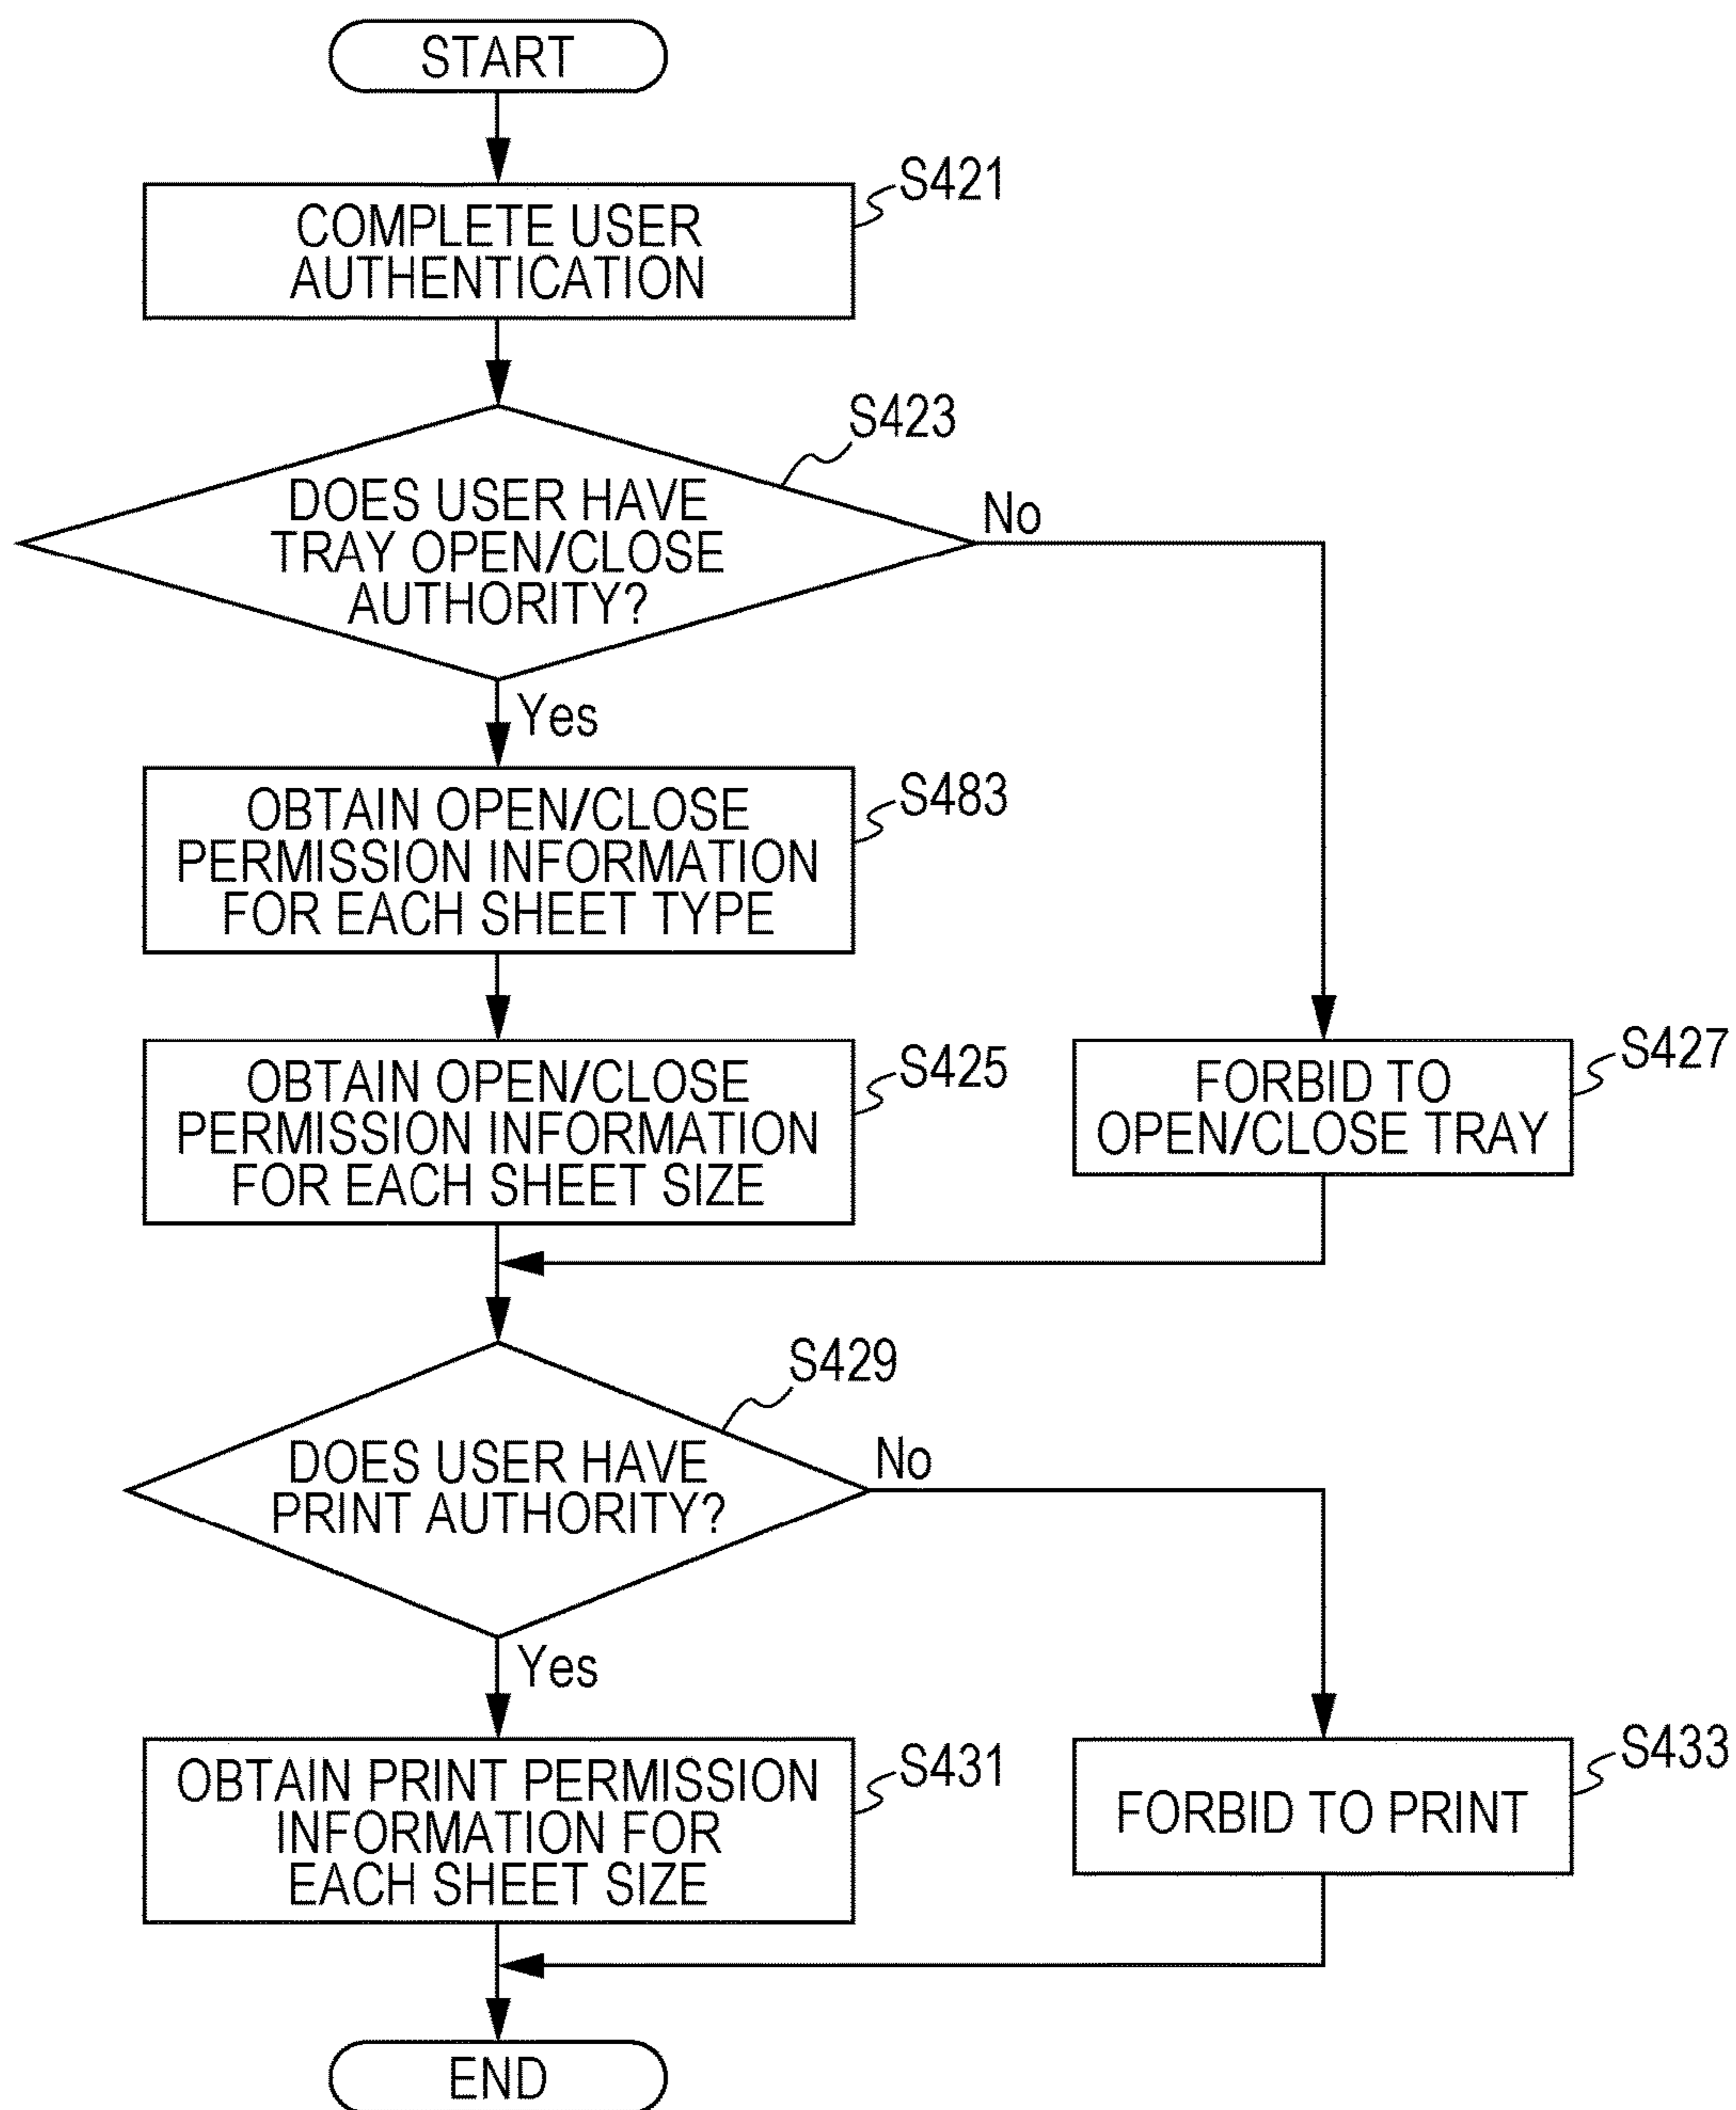 START
S421
COMPLETE USER
AUTHENTICATION
S423
DOES USER HAVE
TRAY OPEN/CLOSE
AUTHORITY?
No
Yes
S483
OBTAIN OPEN/CLOSE
PERMISSION INFORMATION
FOR EACH SHEET TYPE
S425
OBTAIN OPEN/CLOSE
PERMISSION INFORMATION
FOR EACH SHEET SIZE
S427
FORBID TO
OPEN/CLOSE TRAY
S429
DOES USER HAVE
PRINT AUTHORITY?
No
Yes
S431
OBTAIN PRINT PERMISSION
INFORMATION FOR
EACH SHEET SIZE
S433
FORBID TO PRINT
END